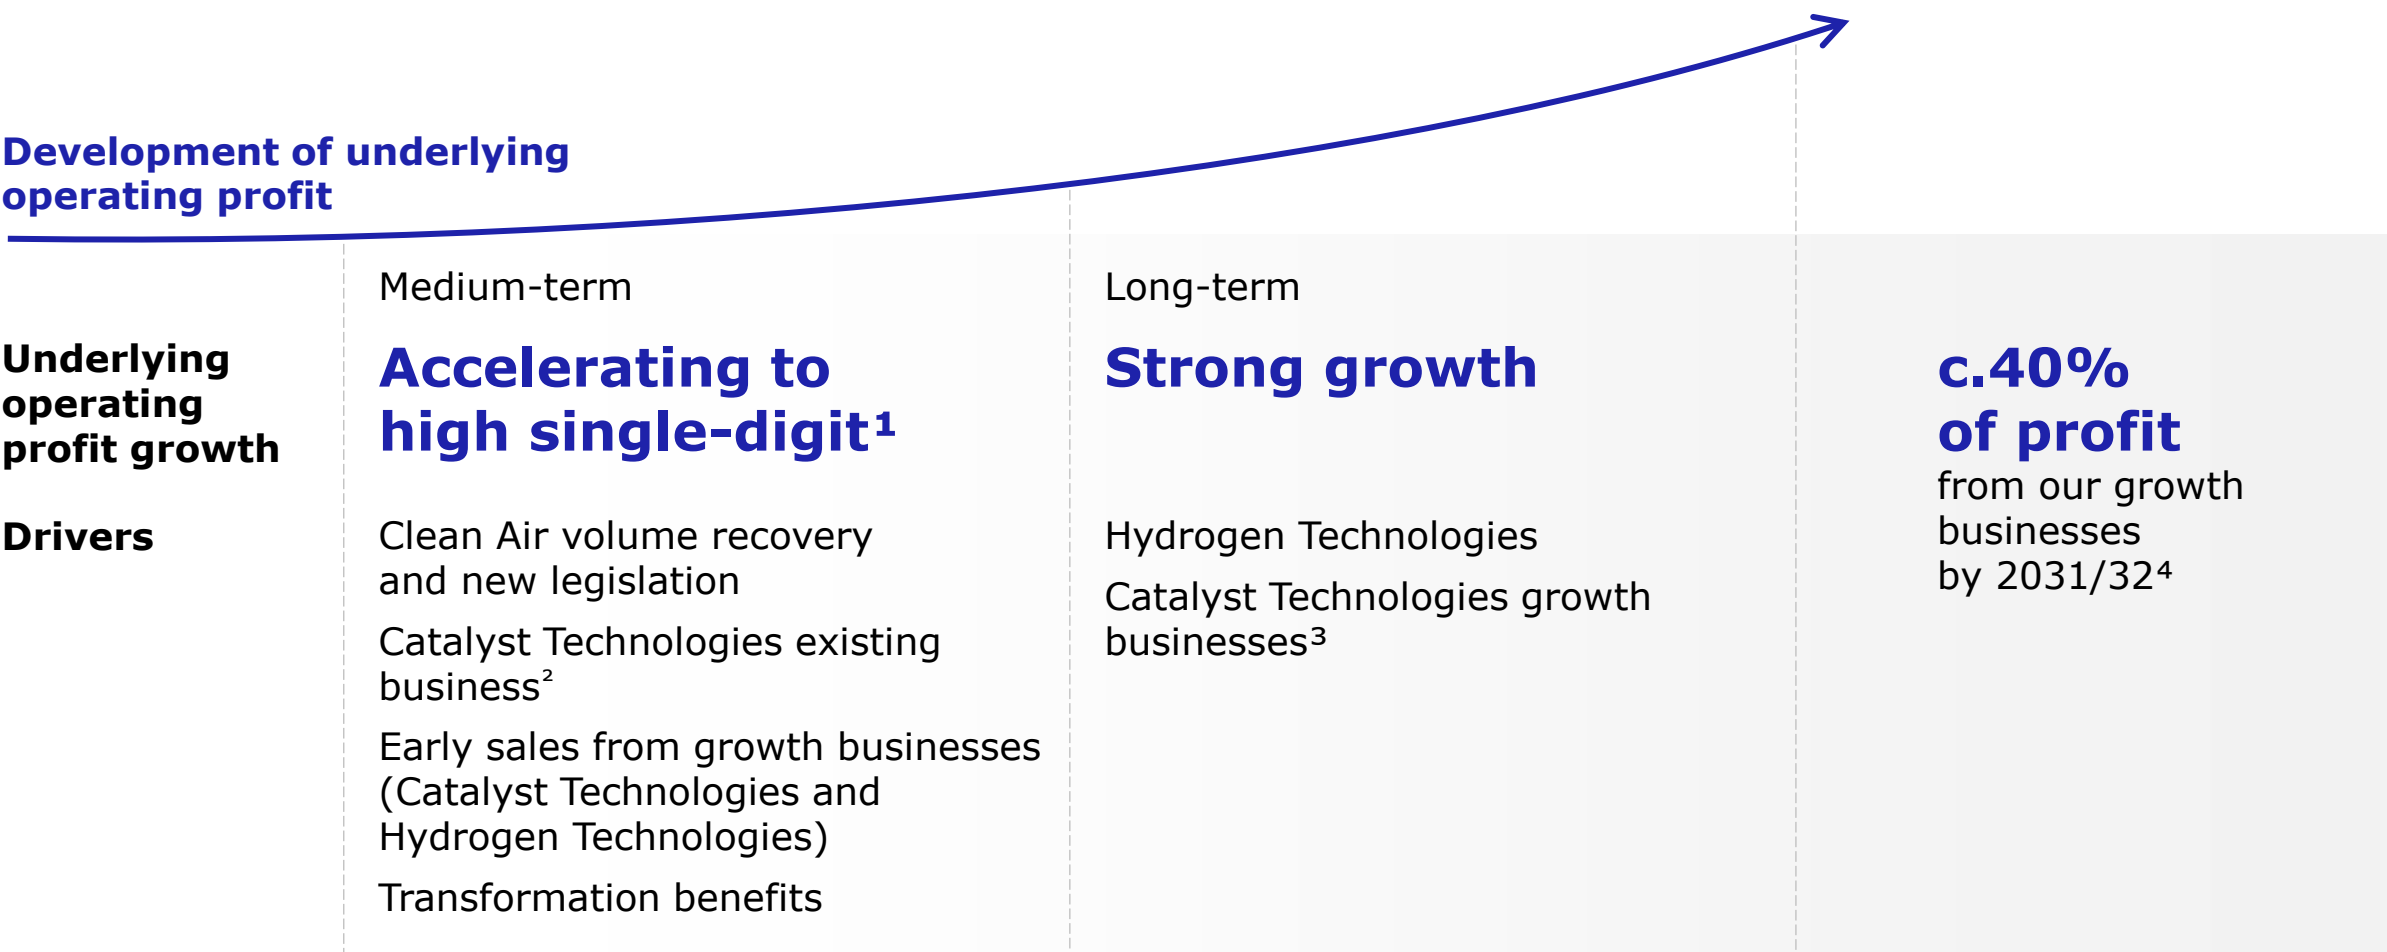 Development of underlying
operating profit
Medium-term
Long-term
Underlying
operating
profit growth
Accelerating to
high single-digit¹
Strong growth
c.40%
of profit
from our growth
businesses
by 2031/32⁴
Drivers
Clean Air volume recovery
and new legislation
Catalyst Technologies existing
business²
Early sales from growth businesses
(Catalyst Technologies and
Hydrogen Technologies)
Transformation benefits
Hydrogen Technologies
Catalyst Technologies growth
businesses³